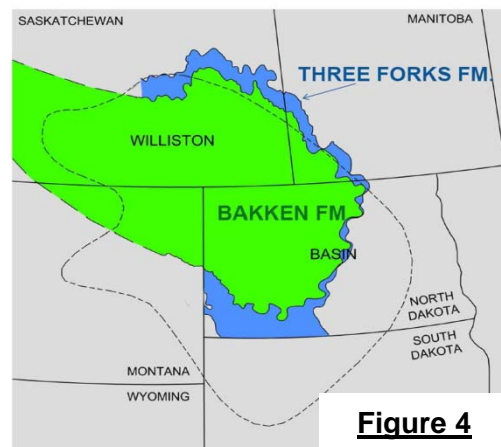 SASKATCHEWAN
MANITOBA
THREE FORKS FM.
WILLISTON
BAKKEN FM
BASIN
NORTH
DAKOTA
SOUTH
DAKOTA
MONTANA
WYOMING
Figure 4